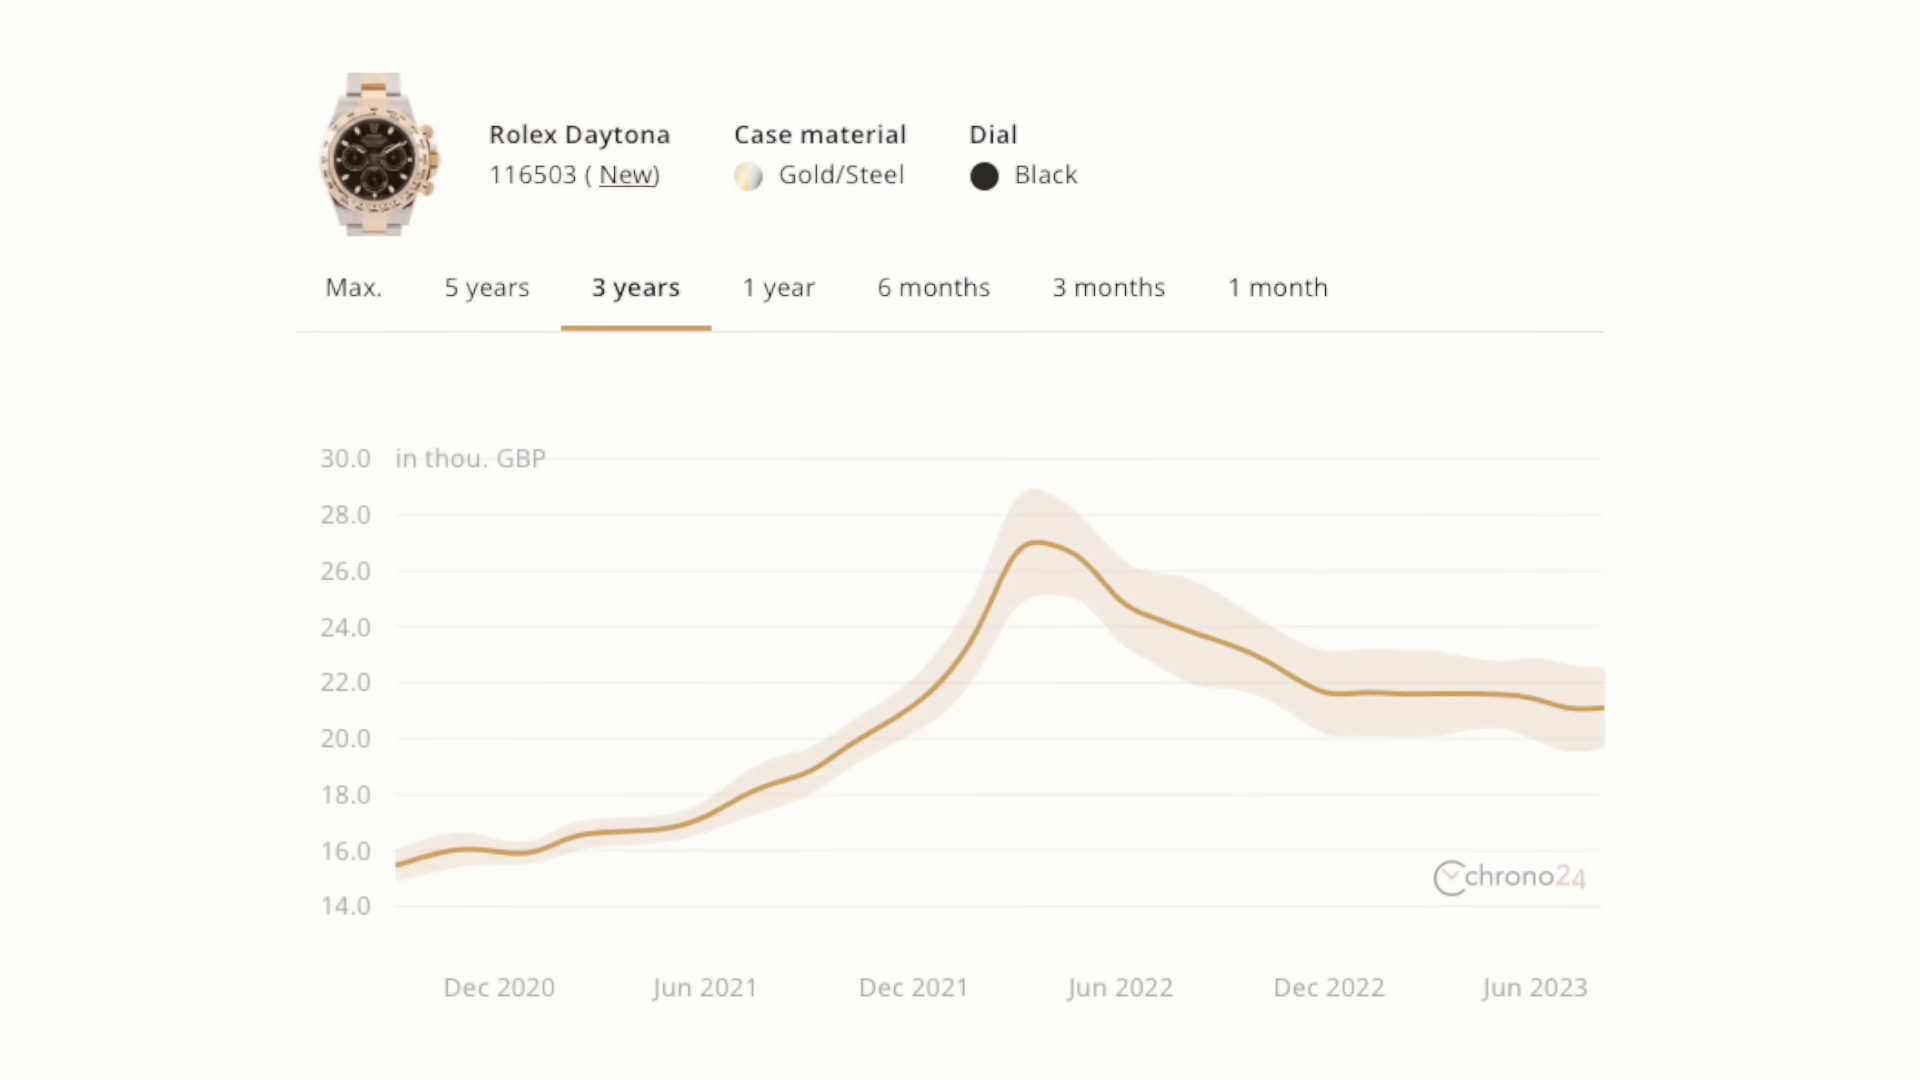 Rolex Daytona
116503 ( New)
Case material
Gold/Steel
Dial
Black
Max. 5 years 3 years 1 year 6 months 3 months 1 month
30.0 in thou. GBP
28.0
26.0
24.0
22.0
20.0
18.0
16.0
14.0
chrono24
Dec 2020 Jun 2021 Dec 2021 Jun 2022 Dec 2022 Jun 2023